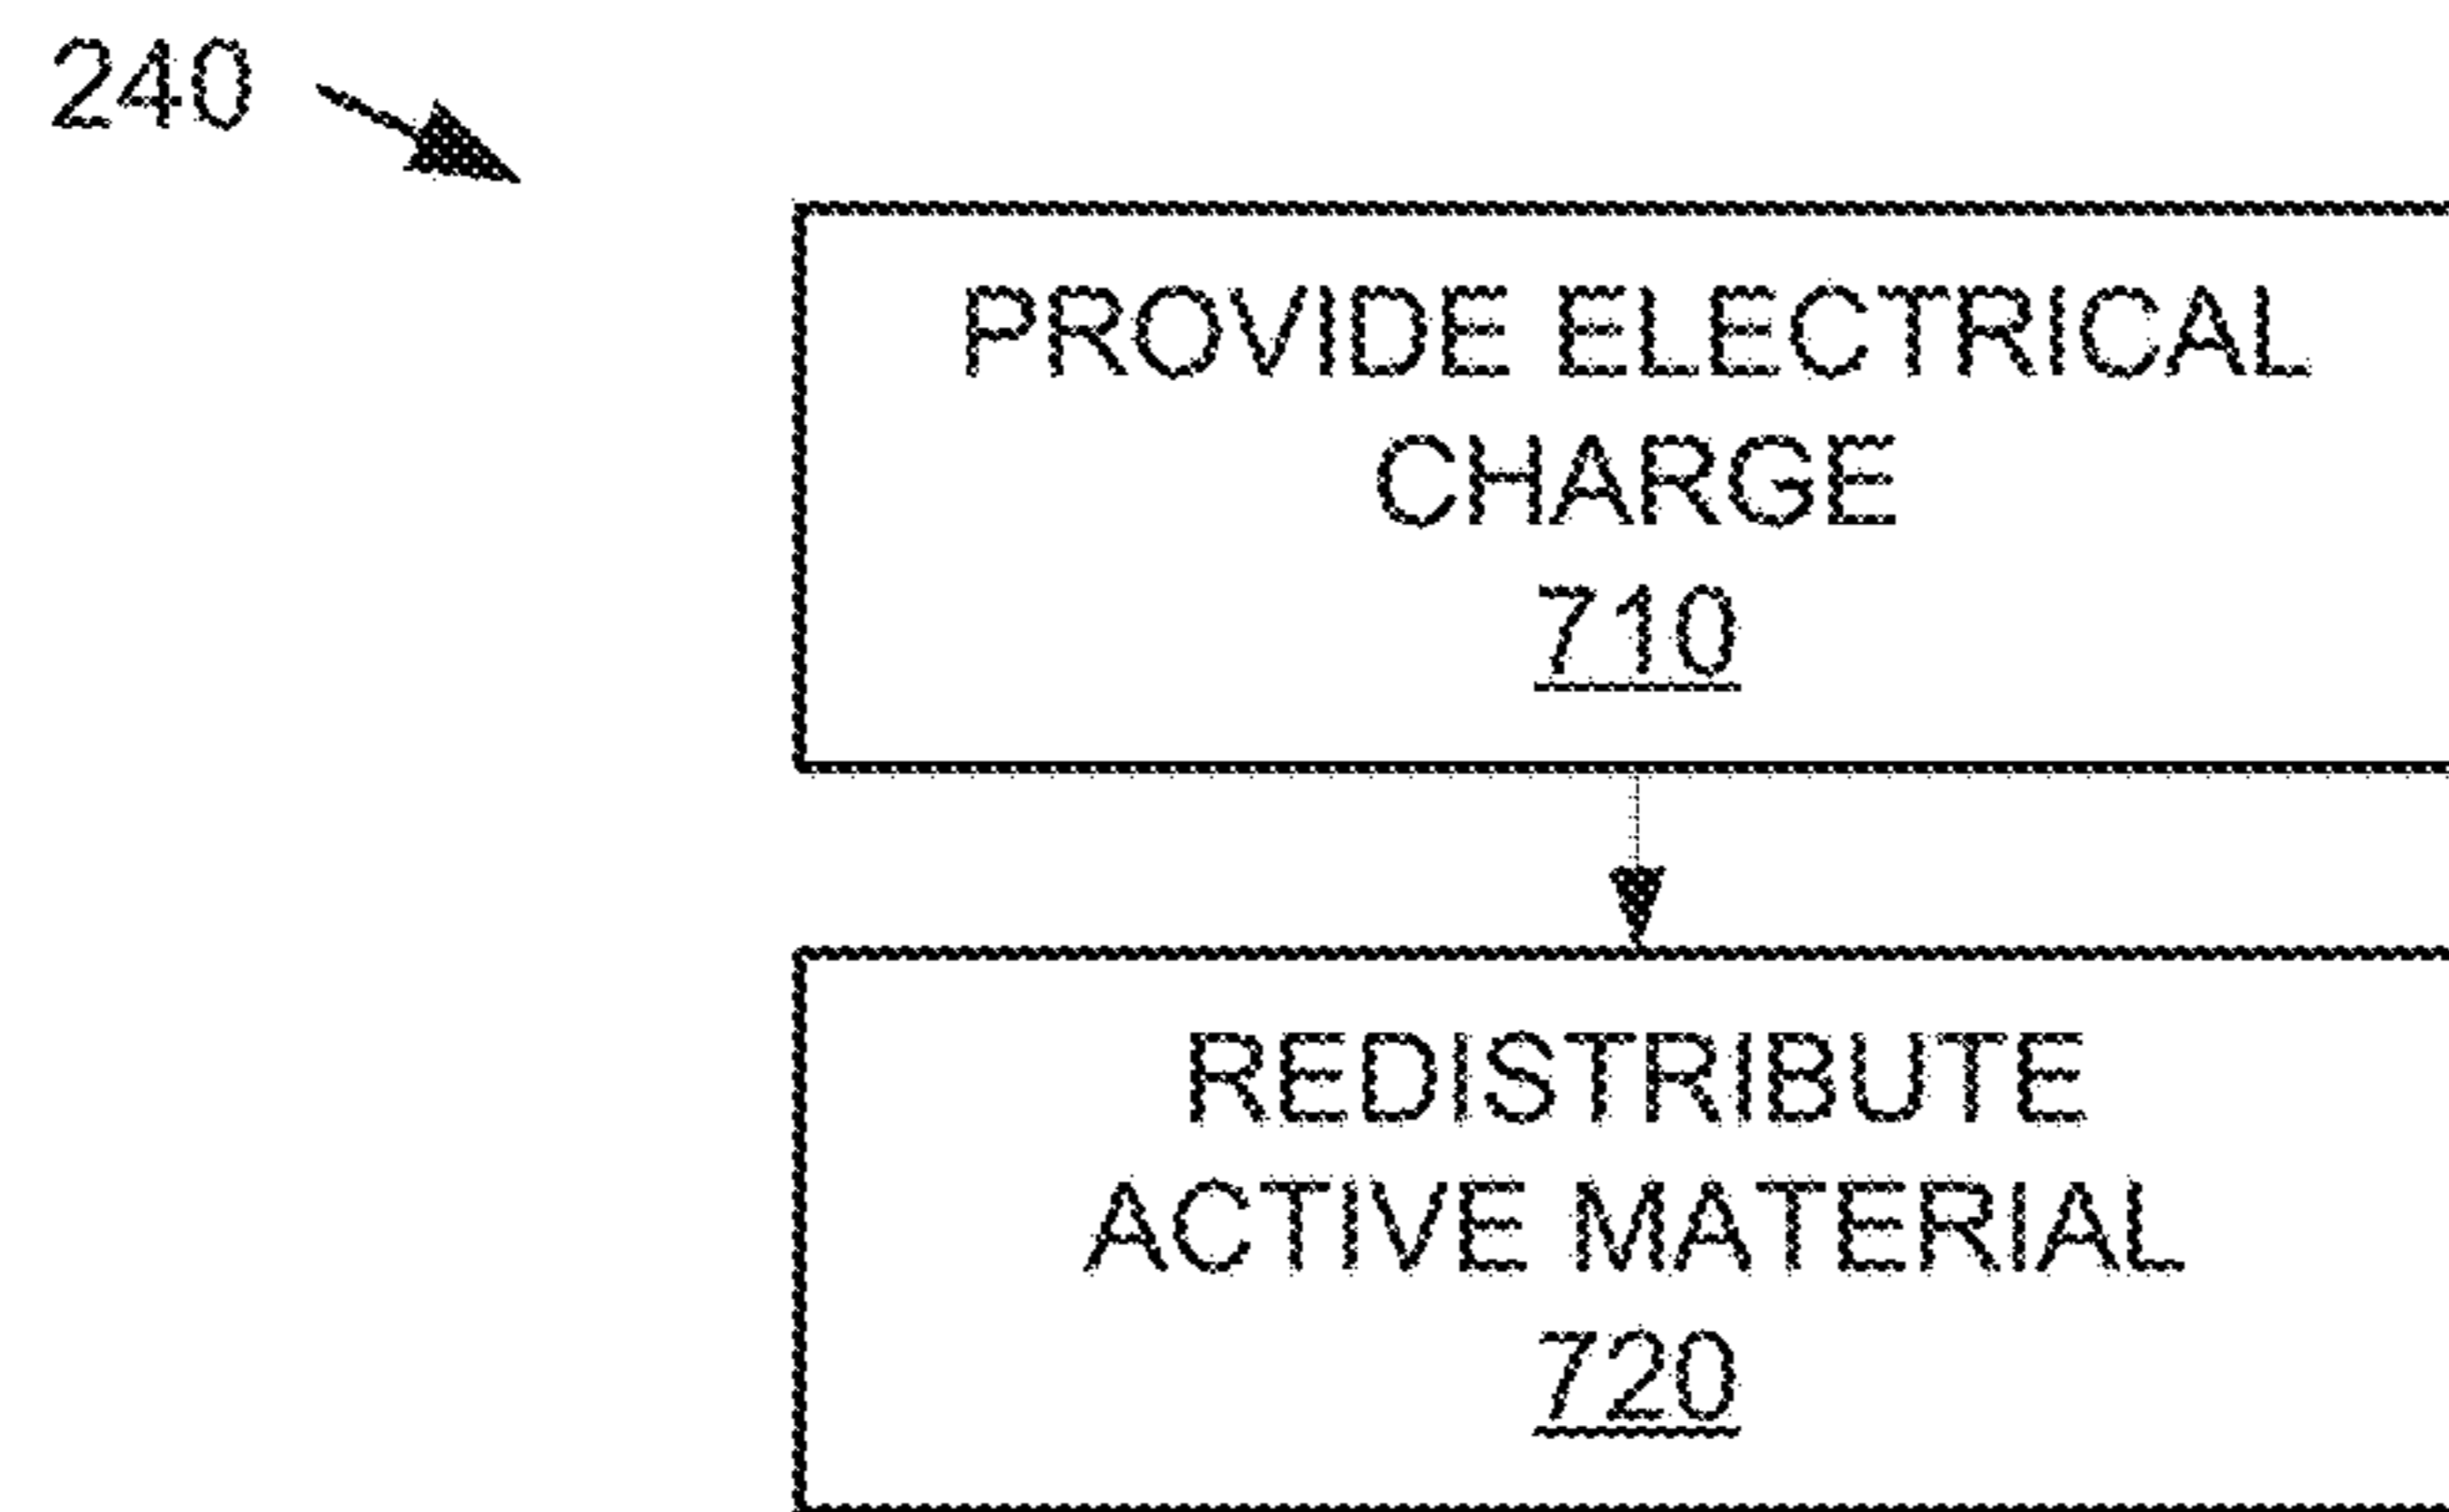 240
PROVIDE ELECTRICAL
CHARGE
710
REDISTRIBUTE
ACTIVE MATERIAL
720